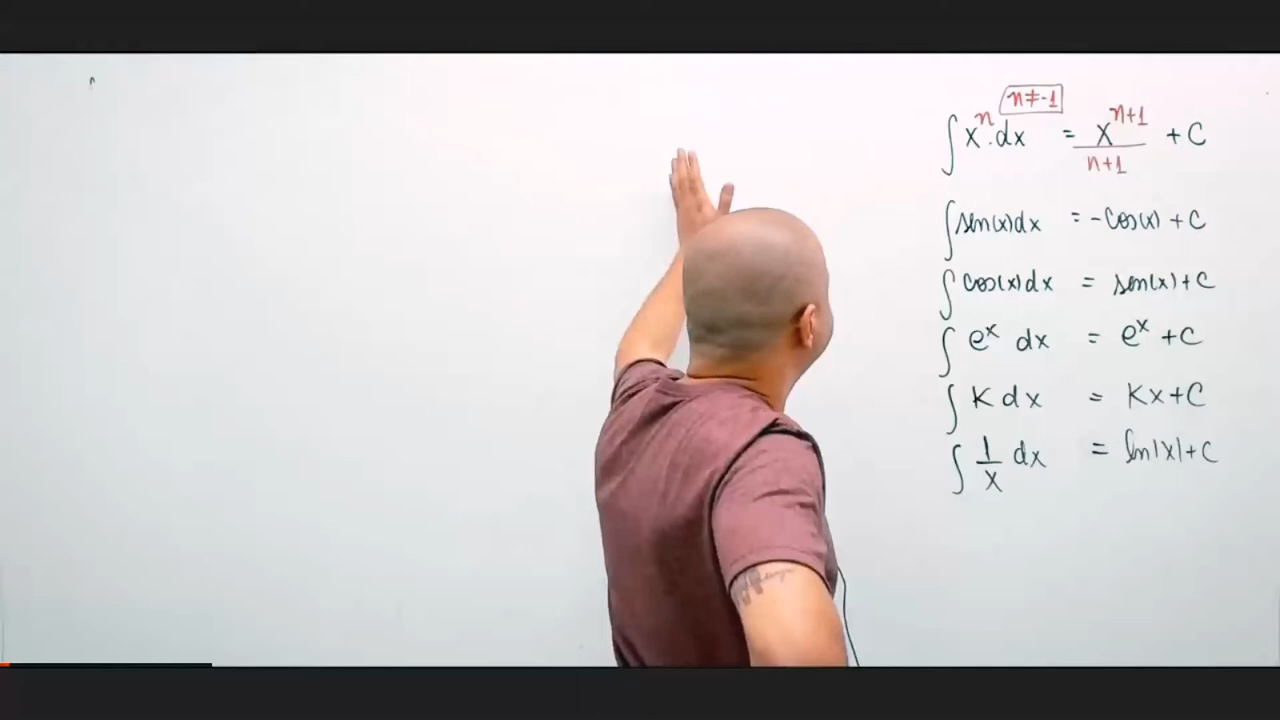 ∫ xⁿ·dx = xⁿ⁺¹/n+1 + C n≠-1
∫ sen(x)dx = -cos(x) + C
∫ cos(x)dx = sen(x) + C
∫ eˣ dx = eˣ + C
∫ K dx = Kx + C
∫ 1/x dx = ln|x| + C